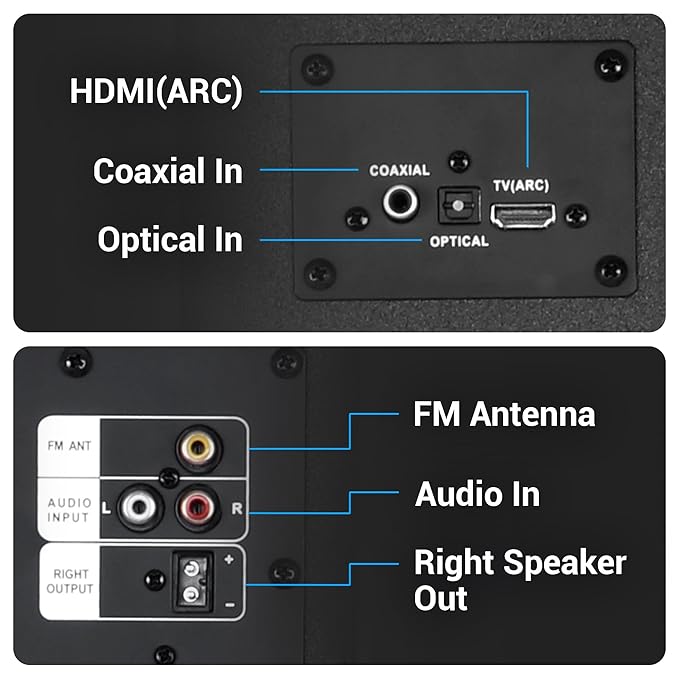 HDMI(ARC)
Coaxial In
Optical In
COAXIAL
TV(ARC)
OPTICAL
FM ANT
AUDIO
INPUT
L
R
RIGHT
OUTPUT
+
−
FM Antenna
Audio In
Right Speaker
Out